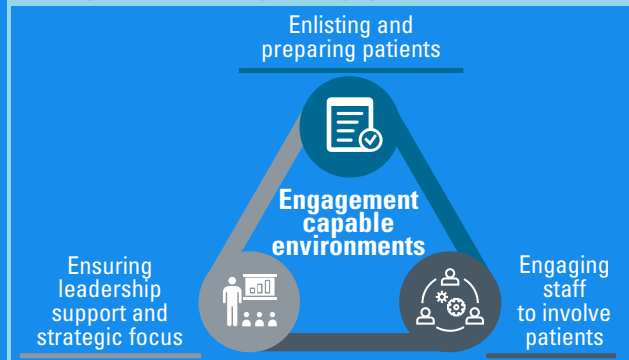 Enlisting and
preparing patients
Engagement
capable
environments
Ensuring
leadership
support and
strategic focus
Engaging
staff
to involve
patients